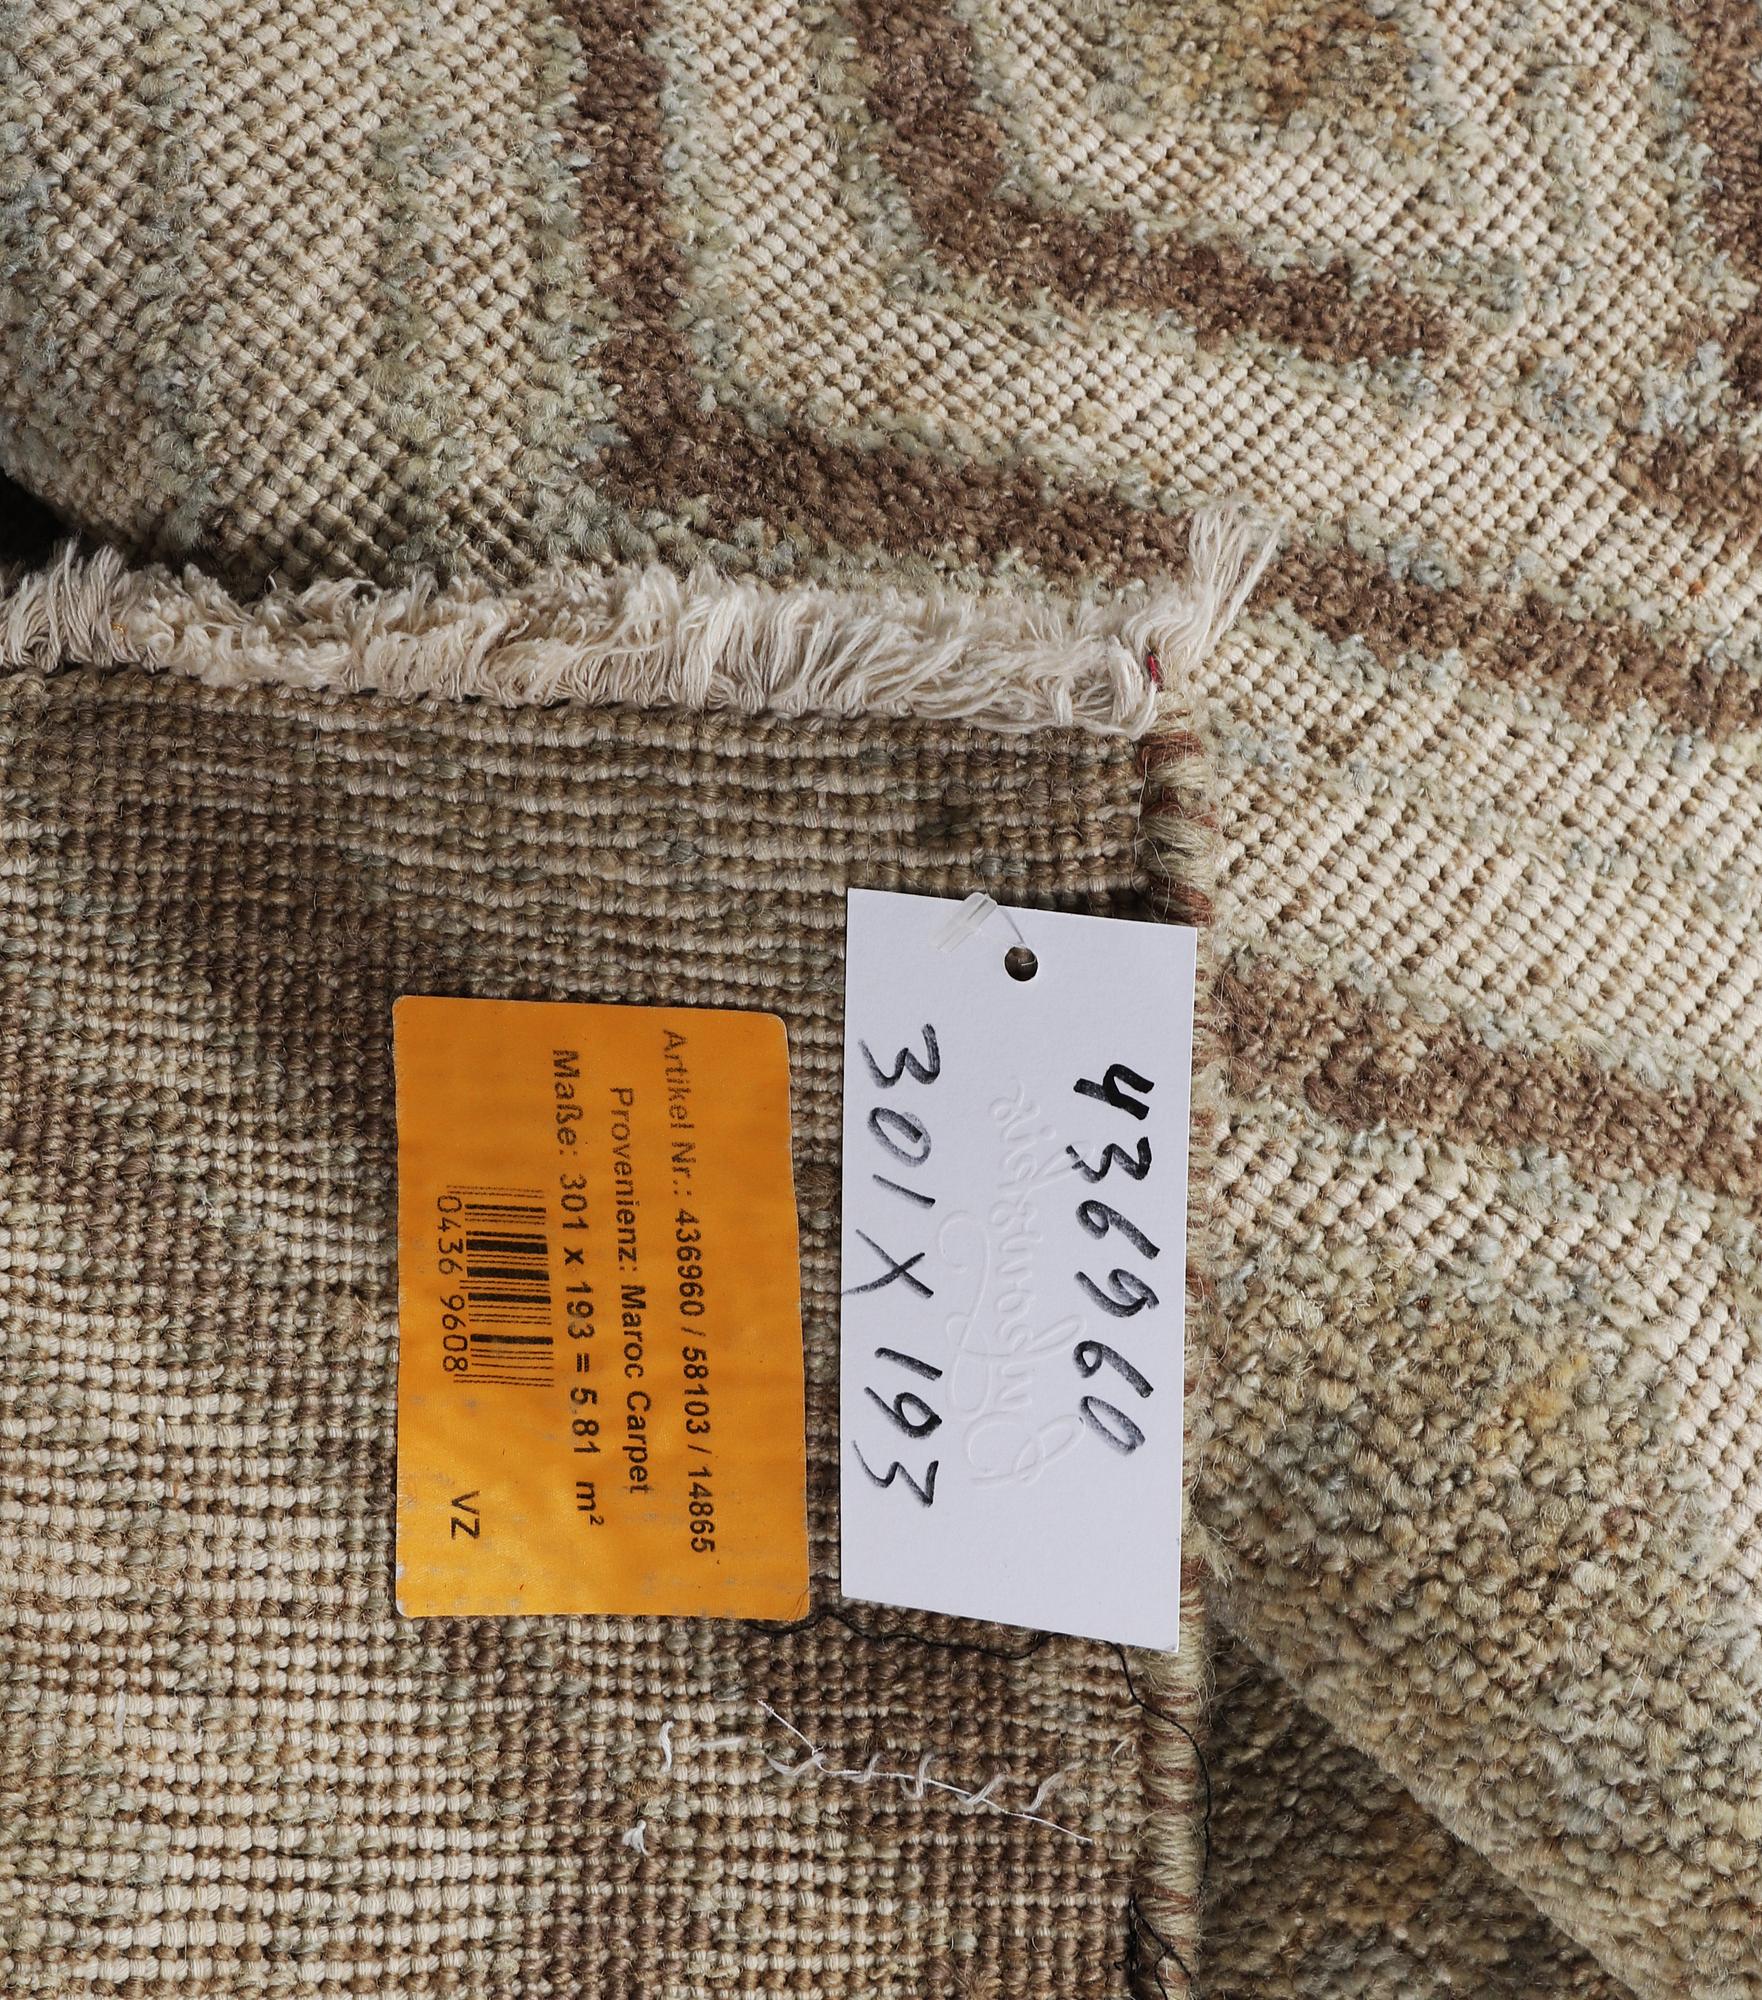 Artikel Nr.: 436960 / 58103 / 14865
Provenienz: Maroc Carpet
Maße: 301 x 193 = 5.81 m²
0436 9608
VZ
436960
301 X 193